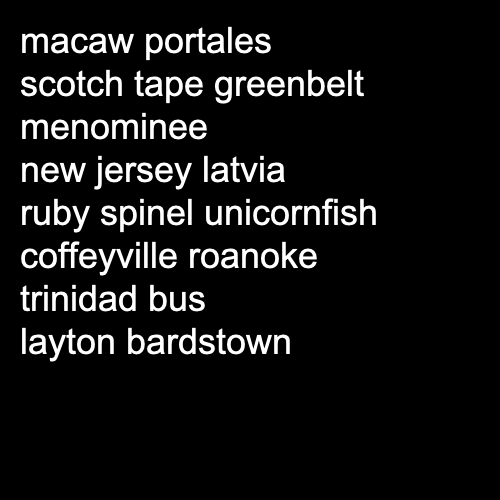 macaw portales
scotch tape greenbelt
menominee
new jersey latvia
ruby spinel unicornfish
coffeyville roanoke
trinidad bus
layton bardstown